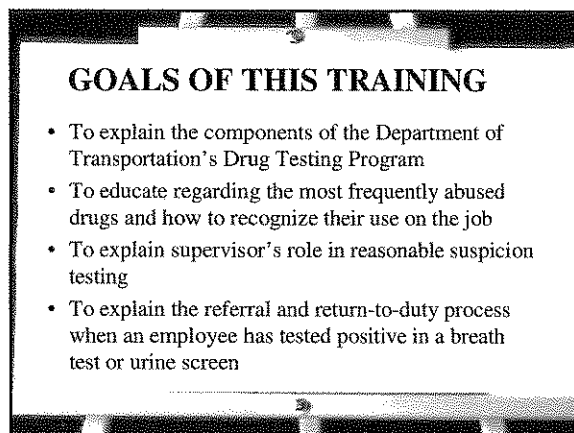 GOALS OF THIS TRAINING
• To explain the components of the Department of
Transportation's Drug Testing Program
• To educate regarding the most frequently abused
drugs and how to recognize their use on the job
• To explain supervisor's role in reasonable suspicion
testing
• To explain the referral and return-to-duty process
when an employee has tested positive in a breath
test or urine screen